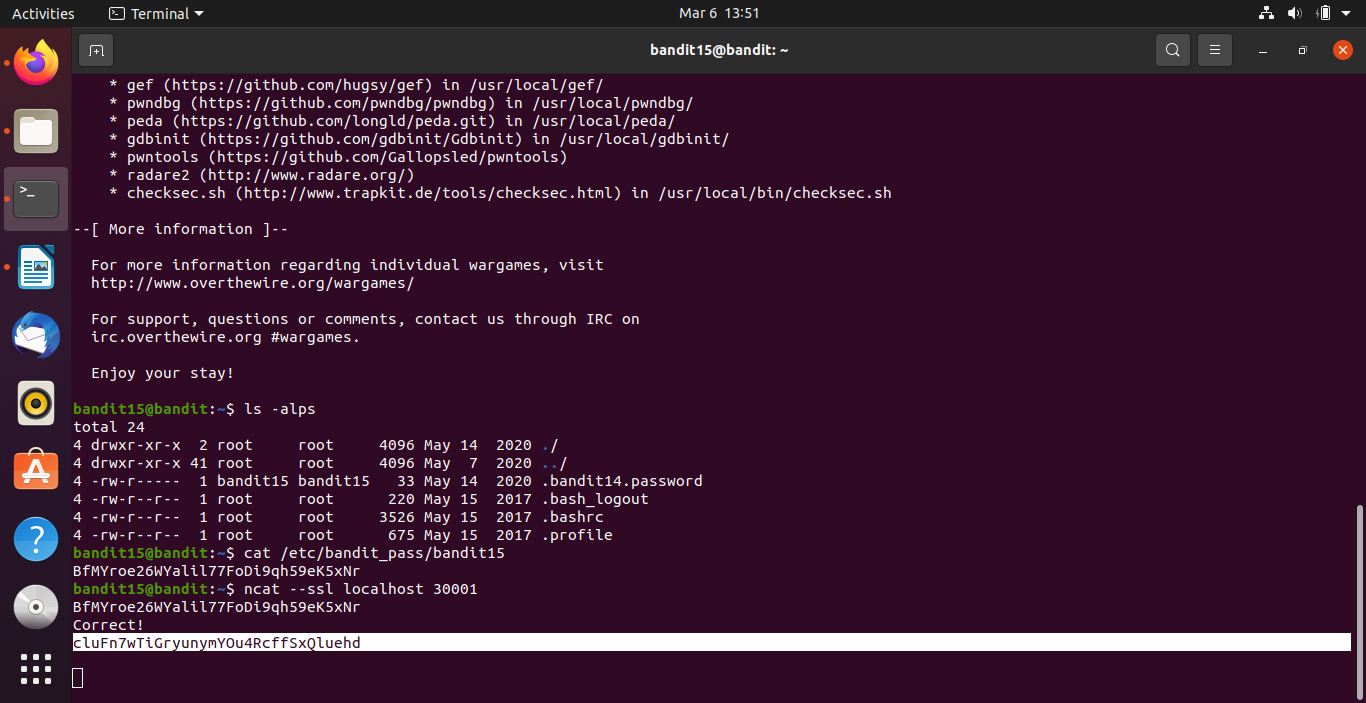 Activities
Terminal
Mar 6 13:51
bandit15@bandit: ~
* gef (https://github.com/hugsy/gef) in /usr/local/gef/
* pwndbg (https://github.com/pwndbg/pwndbg) in /usr/local/pwndbg/
* peda (https://github.com/longld/peda.git) in /usr/local/peda/
* gdbinit (https://github.com/gdbinit/Gdbinit) in /usr/local/gdbinit/
* pwntools (https://github.com/Gallopsled/pwntools)
* radare2 (http://www.radare.org/)
* checksec.sh (http://www.trapkit.de/tools/checksec.html) in /usr/local/bin/checksec.sh
--[ More information ]--
For more information regarding individual wargames, visit
http://www.overthewire.org/wargames/
For support, questions or comments, contact us through IRC on
irc.overthewire.org #wargames.
Enjoy your stay!
bandit15@bandit:~$ ls -alps
total 24
4 drwxr-xr-x  2 root     root     4096 May 14  2020 ./
4 drwxr-xr-x 41 root     root     4096 May  7  2020 ../
4 -rw-r-----  1 bandit15 bandit15   33 May 14  2020 .bandit14.password
4 -rw-r--r--  1 root     root      220 May 15  2017 .bash_logout
4 -rw-r--r--  1 root     root     3526 May 15  2017 .bashrc
4 -rw-r--r--  1 root     root      675 May 15  2017 .profile
bandit15@bandit:~$ cat /etc/bandit_pass/bandit15
BfMYroe26WYalil77FoDi9qh59eK5xNr
bandit15@bandit:~$ ncat --ssl localhost 30001
BfMYroe26WYalil77FoDi9qh59eK5xNr
Correct!
cluFn7wTiGryunymYOu4RcffSxQluehd